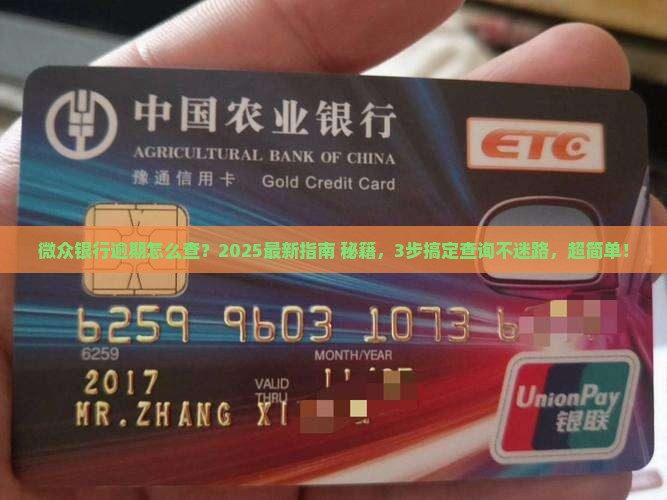 中国农业银行
AGRICULTURAL BANK OF CHINA
ETC
豫通信用卡 Gold Credit Card
微众银行逾期怎么查？2025最新指南 秘籍，3步搞定查询不迷路，超简单！
6259 9603 1073 6
6259
MONTH/YEAR
2017
VALID THRU
MR.ZHANG XI
UnionPay
银联